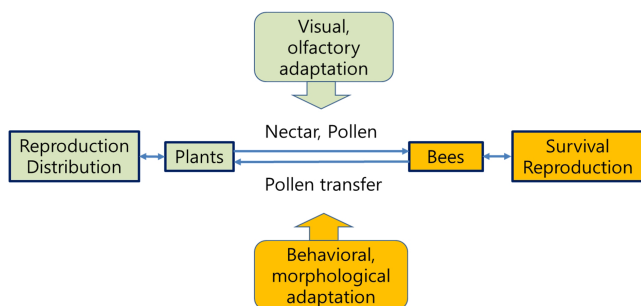 Visual,
olfactory
adaptation
Nectar, Pollen
Reproduction
Distribution
Plants
Bees
Survival
Reproduction
Pollen transfer
Behavioral,
morphological
adaptation